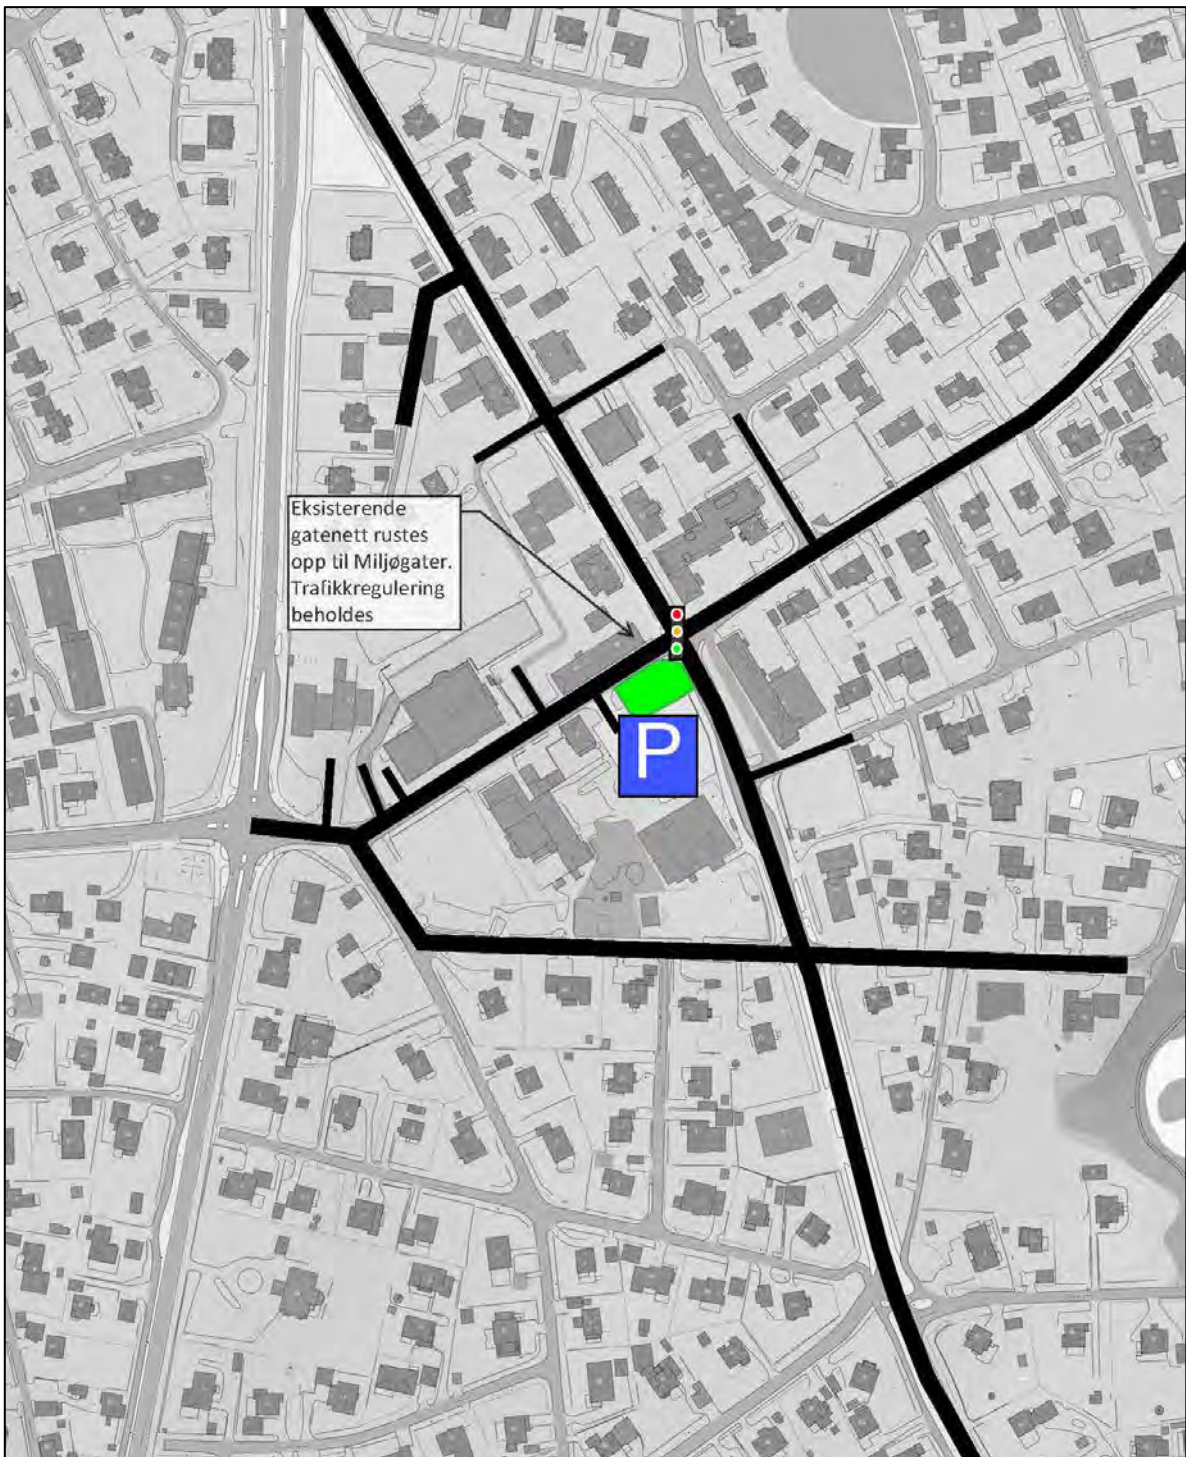 Eksisterende
gatenett rustes
opp til Miljøgater.
Trafikkregulering
beholdes
P